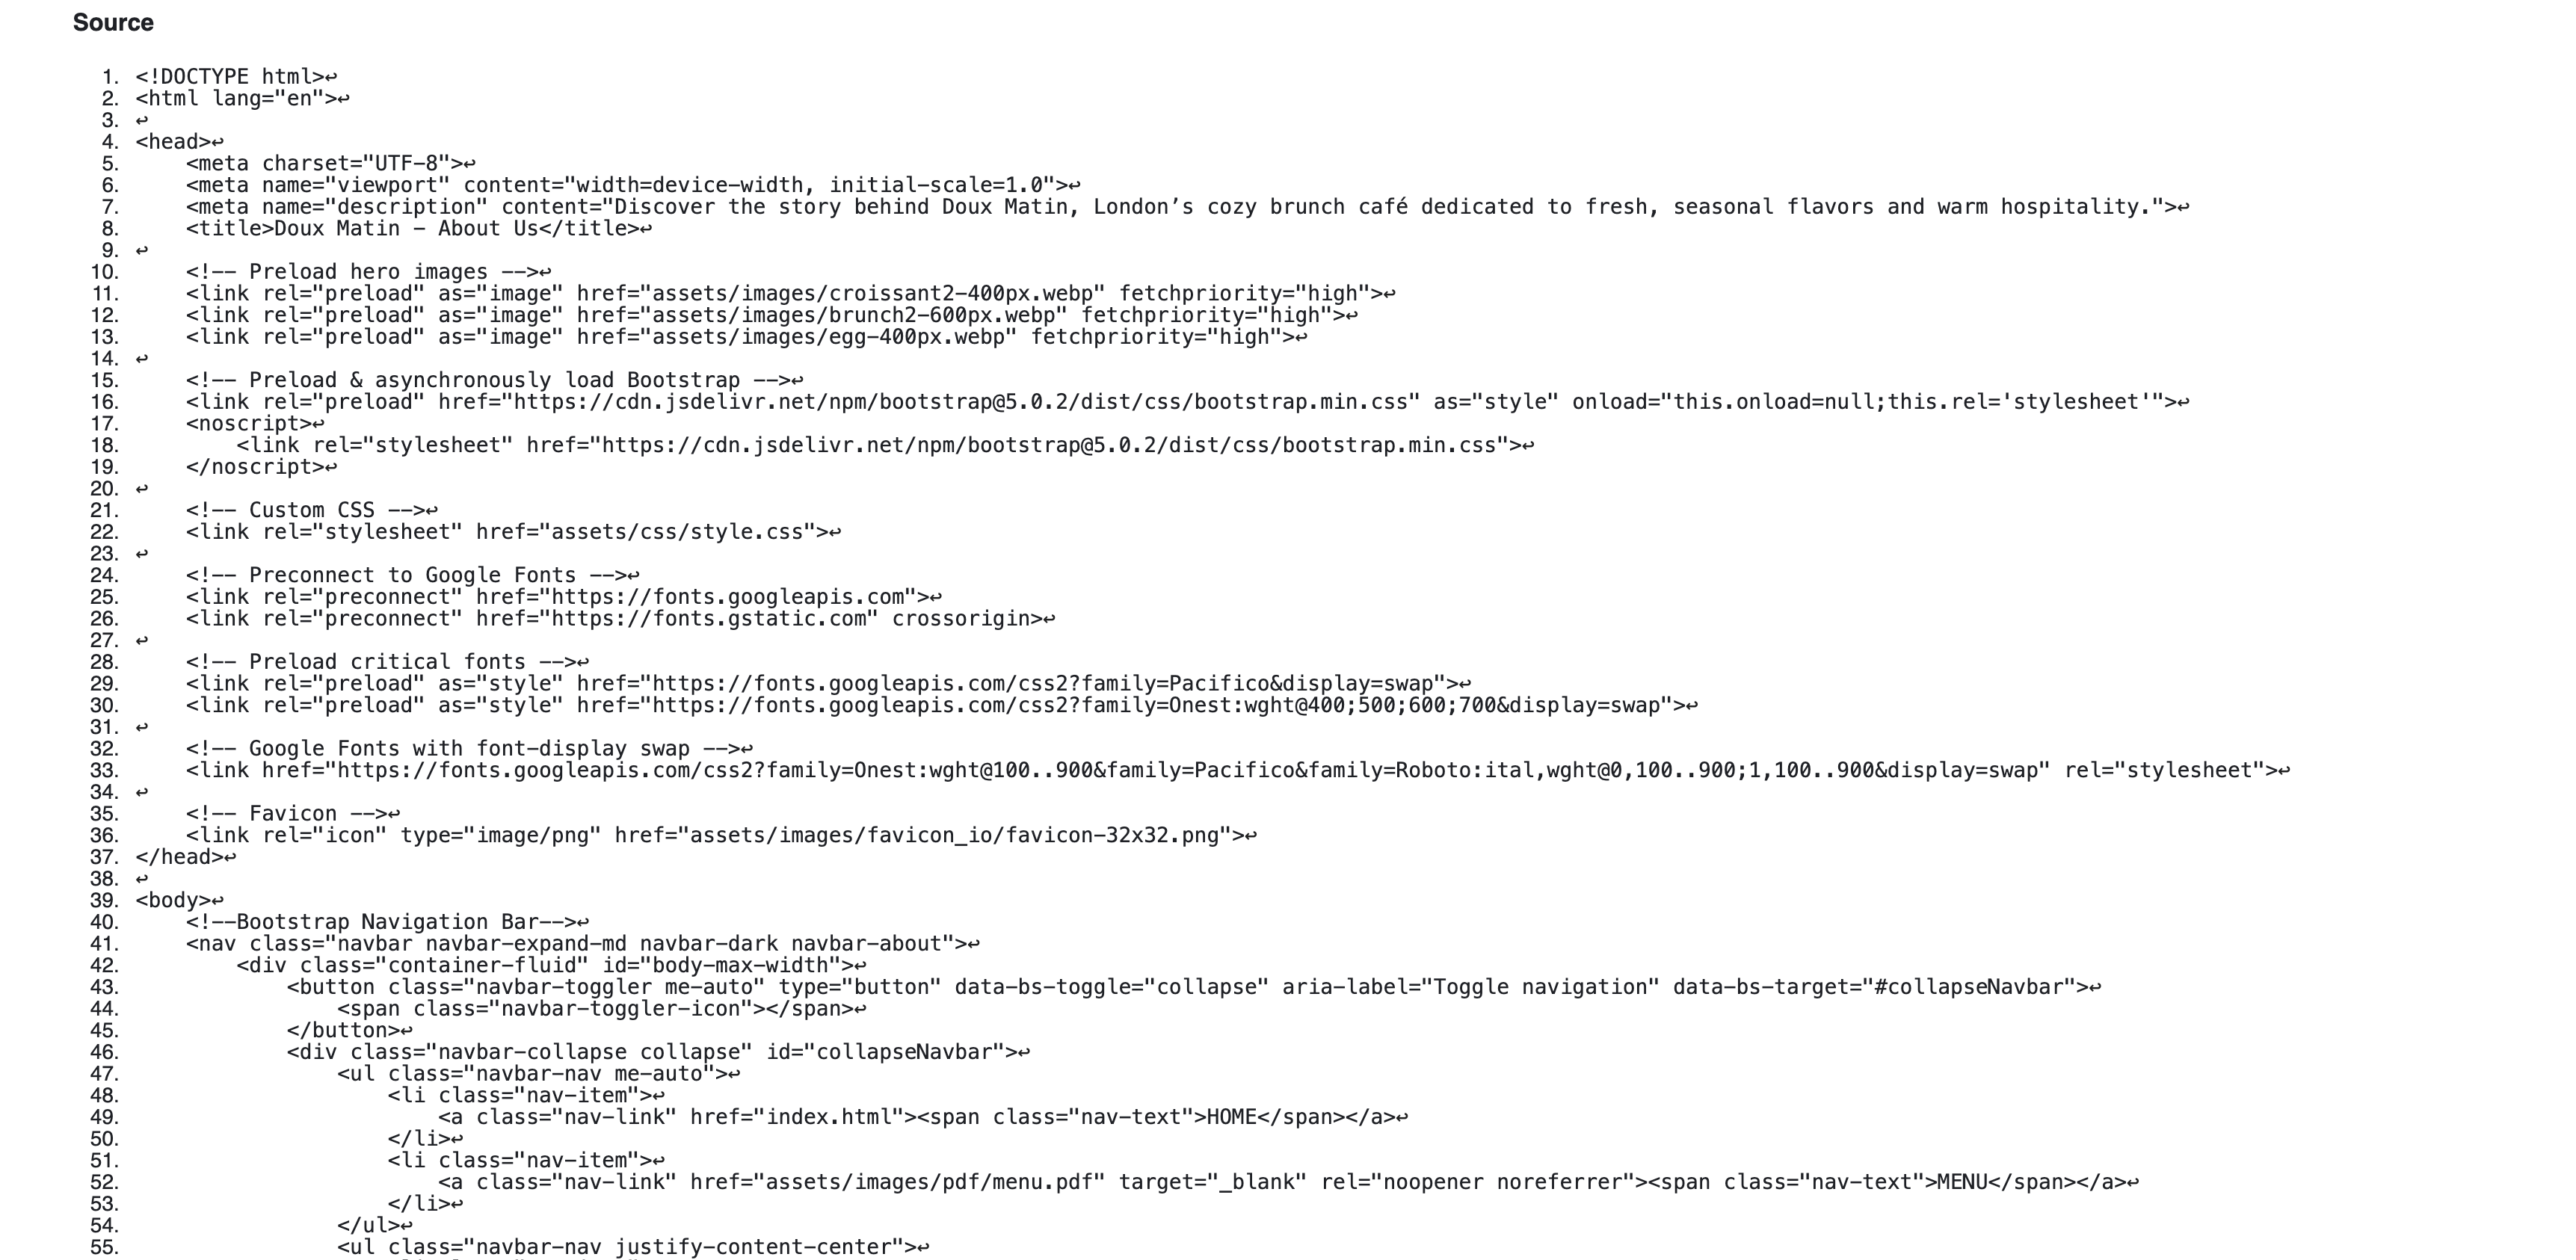 Source
1. <!DOCTYPE html>↩
2. <html lang="en">↩
3. ↩
4. <head>↩
5.     <meta charset="UTF-8">↩
6.     <meta name="viewport" content="width=device-width, initial-scale=1.0">↩
7.     <meta name="description" content="Discover the story behind Doux Matin, London’s cozy brunch café dedicated to fresh, seasonal flavors and warm hospitality.">↩
8.     <title>Doux Matin – About Us</title>↩
9. ↩
10.     <!-- Preload hero images -->↩
11.     <link rel="preload" as="image" href="assets/images/croissant2-400px.webp" fetchpriority="high">↩
12.     <link rel="preload" as="image" href="assets/images/brunch2-600px.webp" fetchpriority="high">↩
13.     <link rel="preload" as="image" href="assets/images/egg-400px.webp" fetchpriority="high">↩
14. ↩
15.     <!-- Preload & asynchronously load Bootstrap -->↩
16.     <link rel="preload" href="https://cdn.jsdelivr.net/npm/bootstrap@5.0.2/dist/css/bootstrap.min.css" as="style" onload="this.onload=null;this.rel='stylesheet'">↩
17.     <noscript>↩
18.         <link rel="stylesheet" href="https://cdn.jsdelivr.net/npm/bootstrap@5.0.2/dist/css/bootstrap.min.css">↩
19.     </noscript>↩
20. ↩
21.     <!-- Custom CSS -->↩
22.     <link rel="stylesheet" href="assets/css/style.css">↩
23. ↩
24.     <!-- Preconnect to Google Fonts -->↩
25.     <link rel="preconnect" href="https://fonts.googleapis.com">↩
26.     <link rel="preconnect" href="https://fonts.gstatic.com" crossorigin>↩
27. ↩
28.     <!-- Preload critical fonts -->↩
29.     <link rel="preload" as="style" href="https://fonts.googleapis.com/css2?family=Pacifico&display=swap">↩
30.     <link rel="preload" as="style" href="https://fonts.googleapis.com/css2?family=Onest:wght@400;500;600;700&display=swap">↩
31. ↩
32.     <!-- Google Fonts with font-display swap -->↩
33.     <link href="https://fonts.googleapis.com/css2?family=Onest:wght@100..900&family=Pacifico&family=Roboto:ital,wght@0,100..900;1,100..900&display=swap" rel="stylesheet">↩
34. ↩
35.     <!-- Favicon -->↩
36.     <link rel="icon" type="image/png" href="assets/images/favicon_io/favicon-32x32.png">↩
37. </head>↩
38. ↩
39. <body>↩
40.     <!--Bootstrap Navigation Bar-->↩
41.     <nav class="navbar navbar-expand-md navbar-dark navbar-about">↩
42.         <div class="container-fluid" id="body-max-width">↩
43.             <button class="navbar-toggler me-auto" type="button" data-bs-toggle="collapse" aria-label="Toggle navigation" data-bs-target="#collapseNavbar">↩
44.                 <span class="navbar-toggler-icon"></span>↩
45.             </button>↩
46.             <div class="navbar-collapse collapse" id="collapseNavbar">↩
47.                 <ul class="navbar-nav me-auto">↩
48.                     <li class="nav-item">↩
49.                         <a class="nav-link" href="index.html"><span class="nav-text">HOME</span></a>↩
50.                     </li>↩
51.                     <li class="nav-item">↩
52.                         <a class="nav-link" href="assets/images/pdf/menu.pdf" target="_blank" rel="noopener noreferrer"><span class="nav-text">MENU</span></a>↩
53.                     </li>↩
54.                 </ul>↩
55.                 <ul class="navbar-nav justify-content-center">↩